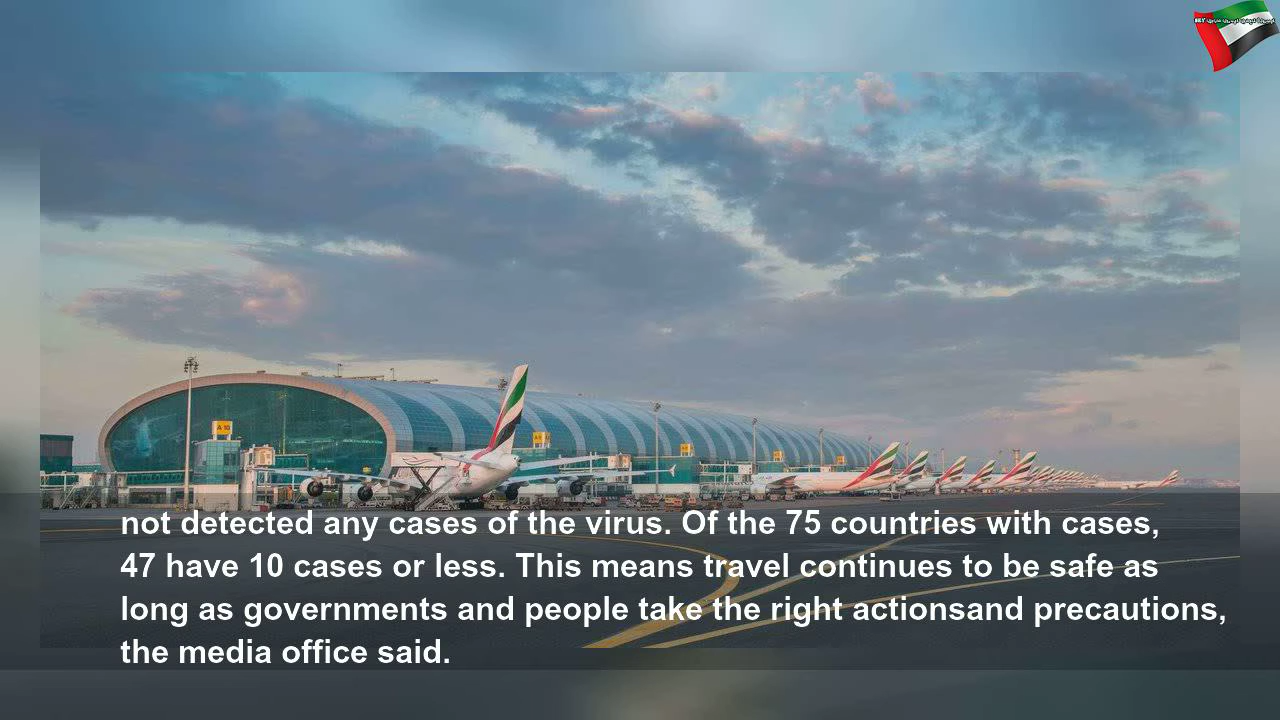 A-10
not detected any cases of the virus. Of the 75 countries with cases,
47 have 10 cases or less. This means travel continues to be safe as
long as governments and people take the right actionsand precautions,
the media office said.